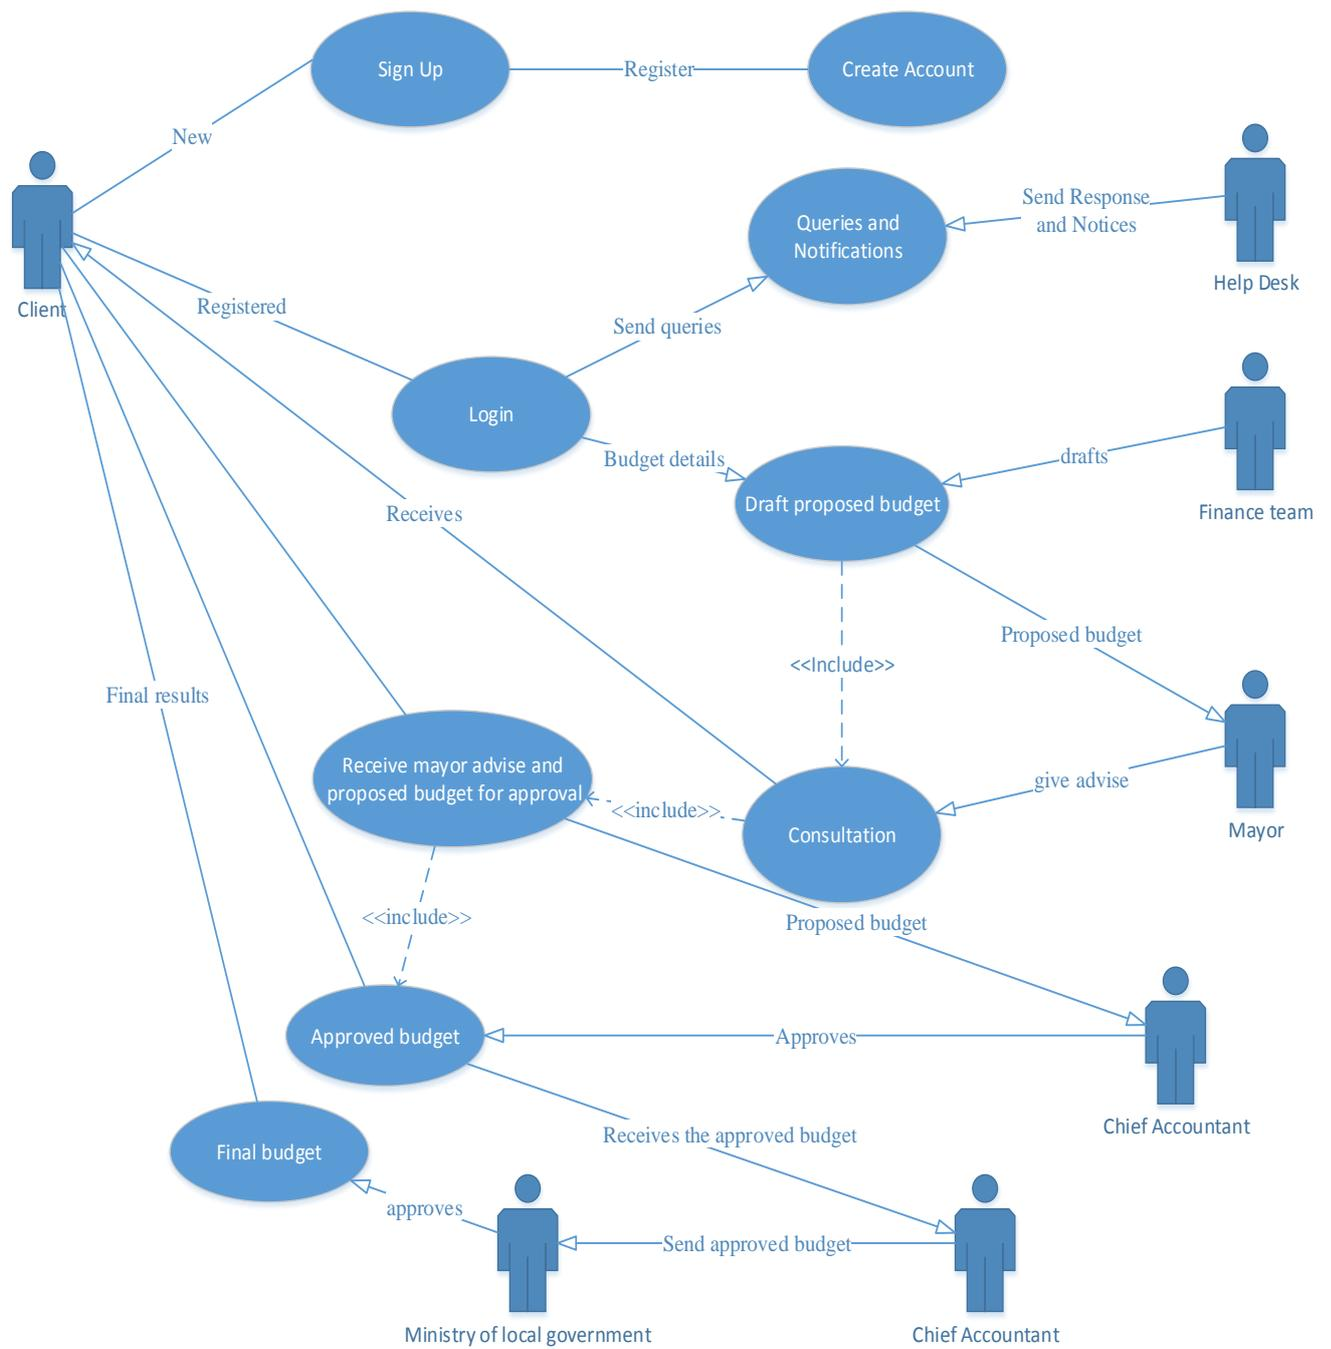 Sign Up
Register
Create Account
New
Send Response
and Notices
Queries and
Notifications
Help Desk
Client
Registered
Send queries
Login
Budget details
drafts
Draft proposed budget
Finance team
Receives
Proposed budget
<<Include>>
Final results
Receive mayor advise and
proposed budget for approval
give advise
<<include>>
Consultation
Mayor
<<include>>
Proposed budget
Approved budget
Approves
Chief Accountant
Receives the approved budget
Final budget
approves
Send approved budget
Ministry of local government
Chief Accountant